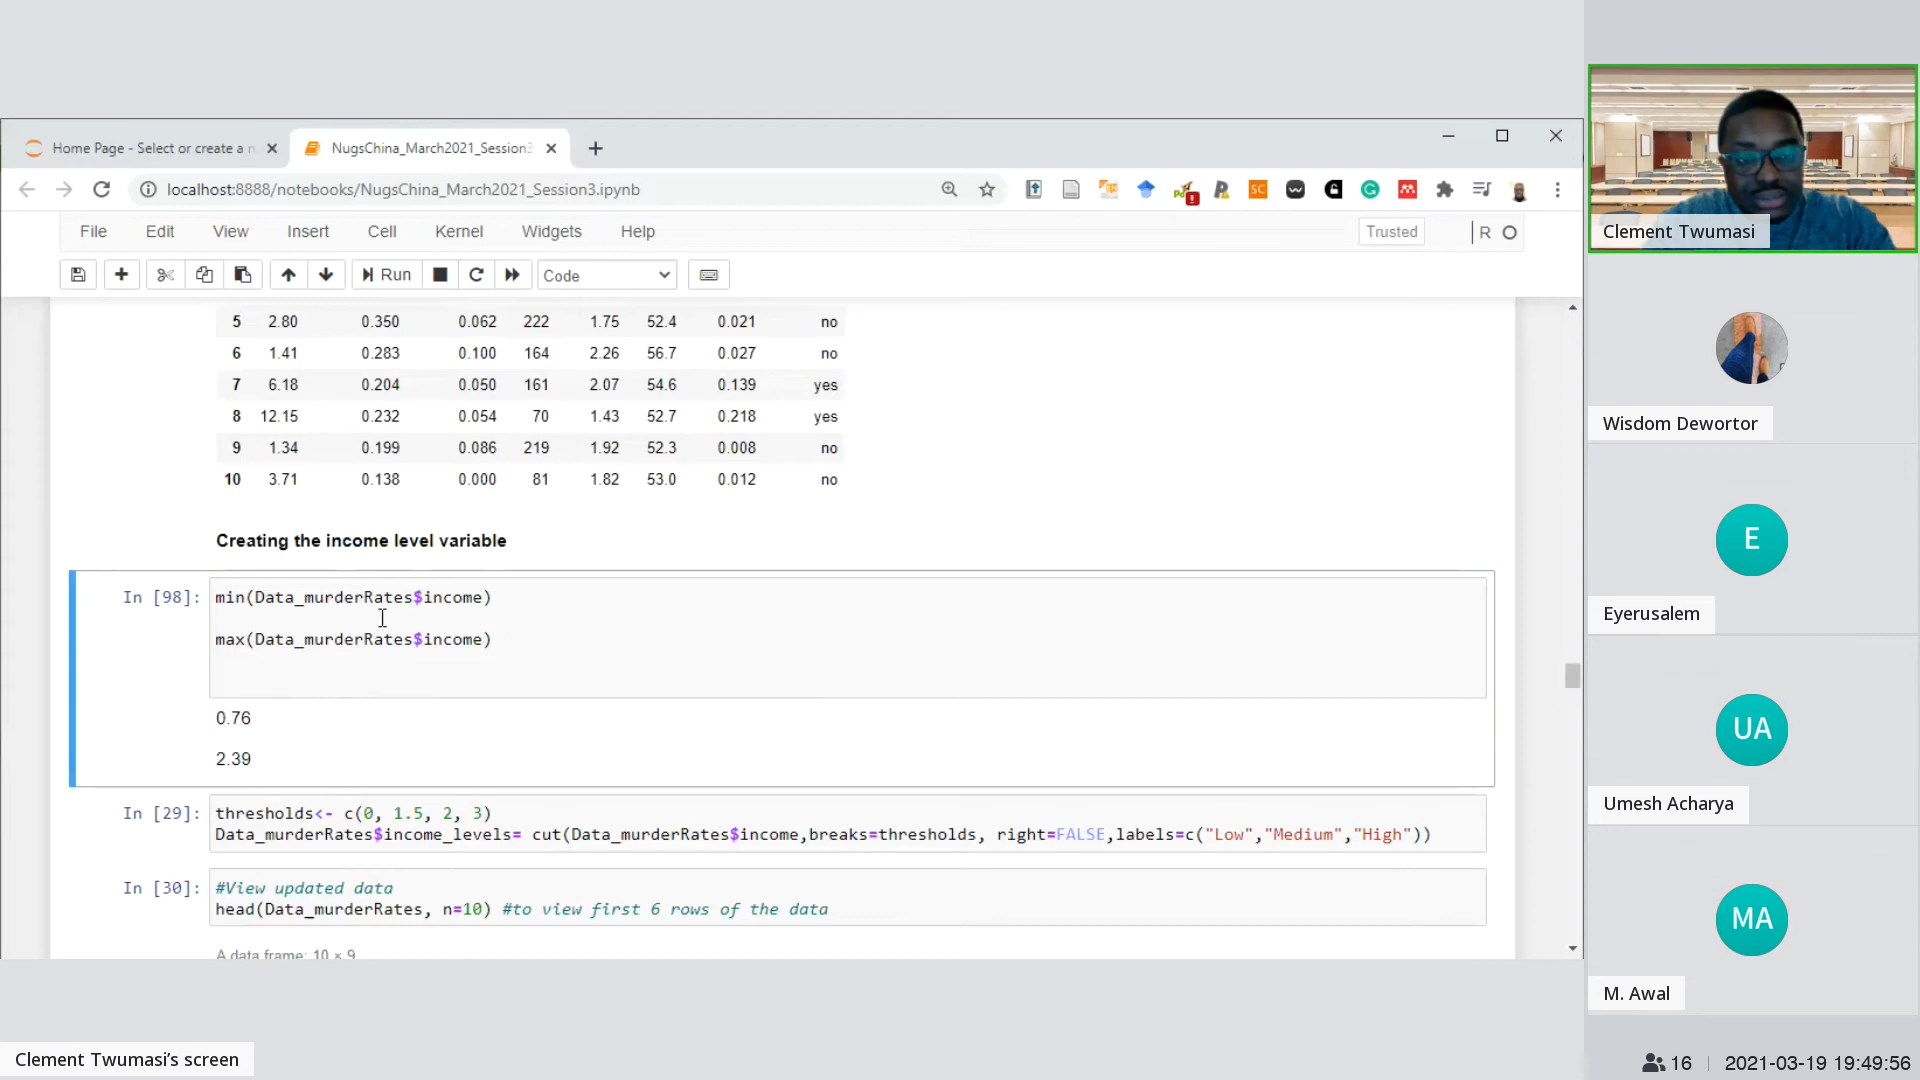 Home Page - Select or create a n
NugsChina_March2021_Session3
localhost:8888/notebooks/NugsChina_March2021_Session3.ipynb
SC
File Edit View Insert Cell Kernel Widgets Help Trusted R
Run Code
5 2.80 0.350 0.062 222 1.75 52.4 0.021 no
6 1.41 0.283 0.100 164 2.26 56.7 0.027 no
7 6.18 0.204 0.050 161 2.07 54.6 0.139 yes
8 12.15 0.232 0.054 70 1.43 52.7 0.218 yes
9 1.34 0.199 0.086 219 1.92 52.3 0.008 no
10 3.71 0.138 0.000 81 1.82 53.0 0.012 no
Creating the income level variable
In [98]: min(Data_murderRates$income)
max(Data_murderRates$income)
0.76
2.39
In [29]: thresholds<- c(0, 1.5, 2, 3)
Data_murderRates$income_levels= cut(Data_murderRates$income,breaks=thresholds, right=FALSE,labels=c("Low","Medium","High"))
In [30]: #View updated data
head(Data_murderRates, n=10) #to view first 6 rows of the data
A data frame: 10 × 9
Clement Twumasi's screen
Clement Twumasi
Wisdom Dewortor
E
Eyerusalem
UA
Umesh Acharya
MA
M. Awal
16 2021-03-19 19:49:56